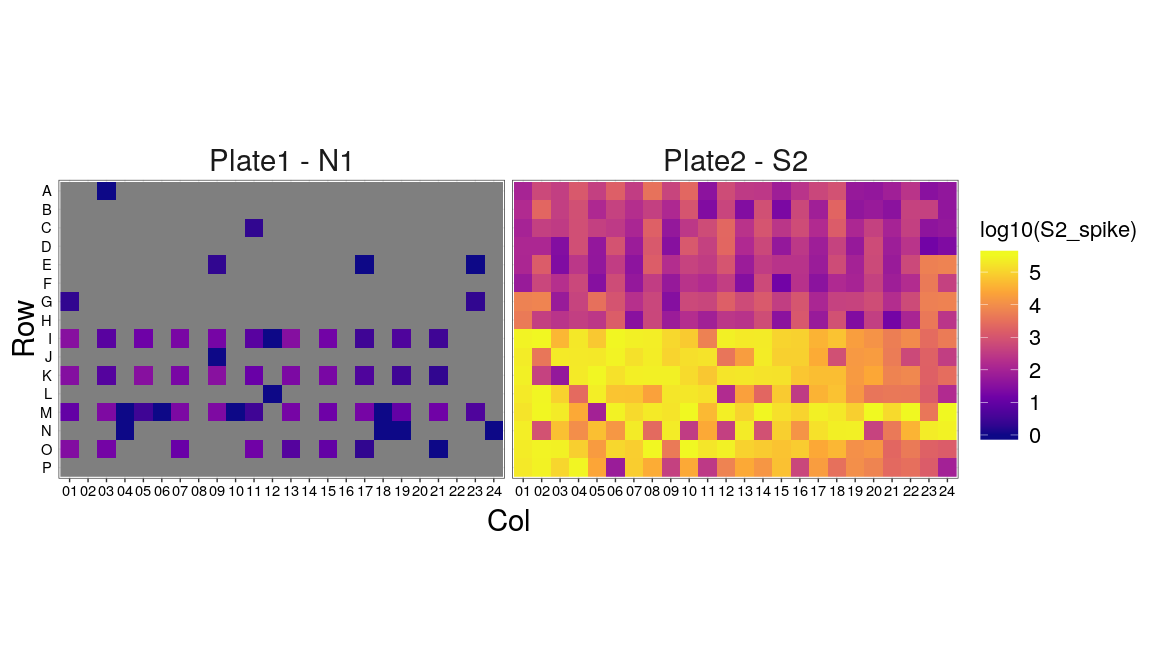 Plate1 - N1
Plate2 - S2
A
B
C
D
E
F
G
H
I
J
K
L
M
N
O
P
Row
01 02 03 04 05 06 07 08 09 10 11 12 13 14 15 16 17 18 19 20 21 22 23 24
01 02 03 04 05 06 07 08 09 10 11 12 13 14 15 16 17 18 19 20 21 22 23 24
Col
log10(S2_spike)
5
4
3
2
1
0